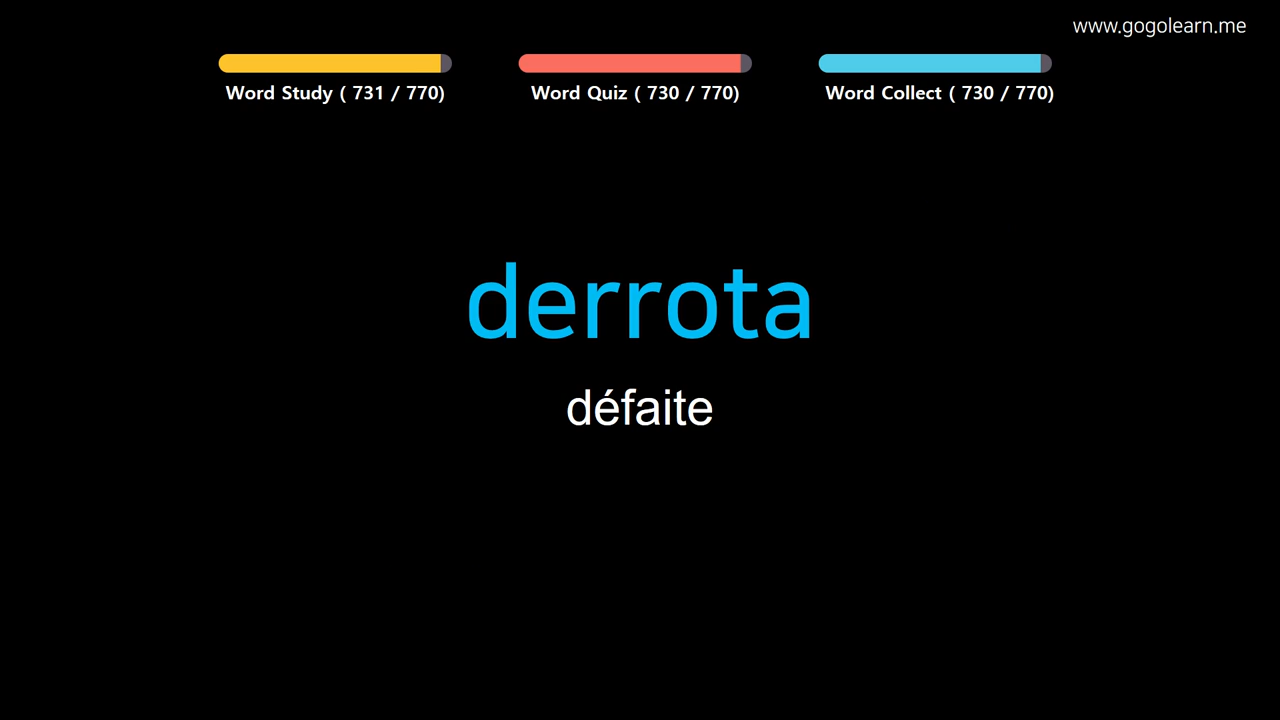 www.gogolearn.me
Word Study ( 731 / 770)
Word Quiz ( 730 / 770)
Word Collect ( 730 / 770)
derrota
défaite